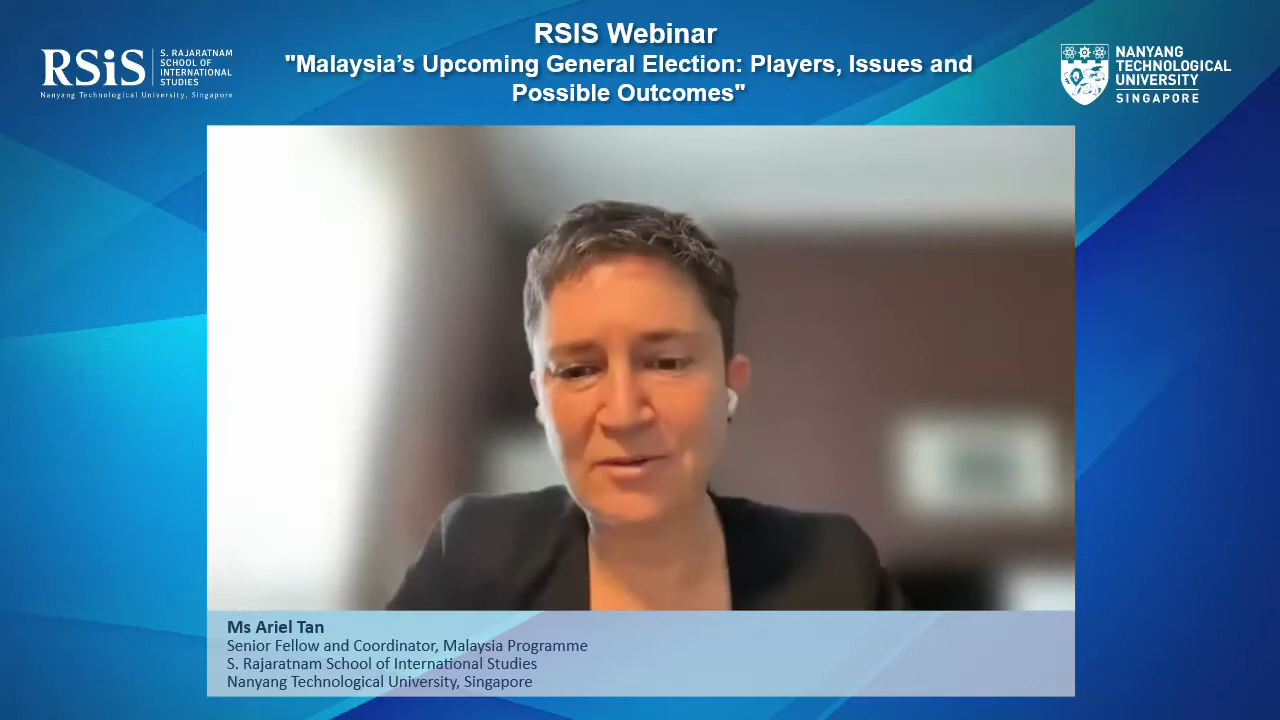 RSIS Webinar
"Malaysia’s Upcoming General Election: Players, Issues and
Possible Outcomes"
RSiS
S. RAJARATNAM
SCHOOL OF
INTERNATIONAL
STUDIES
Nanyang Technological University, Singapore
NANYANG
TECHNOLOGICAL
UNIVERSITY
SINGAPORE
Ms Ariel Tan
Senior Fellow and Coordinator, Malaysia Programme
S. Rajaratnam School of International Studies
Nanyang Technological University, Singapore